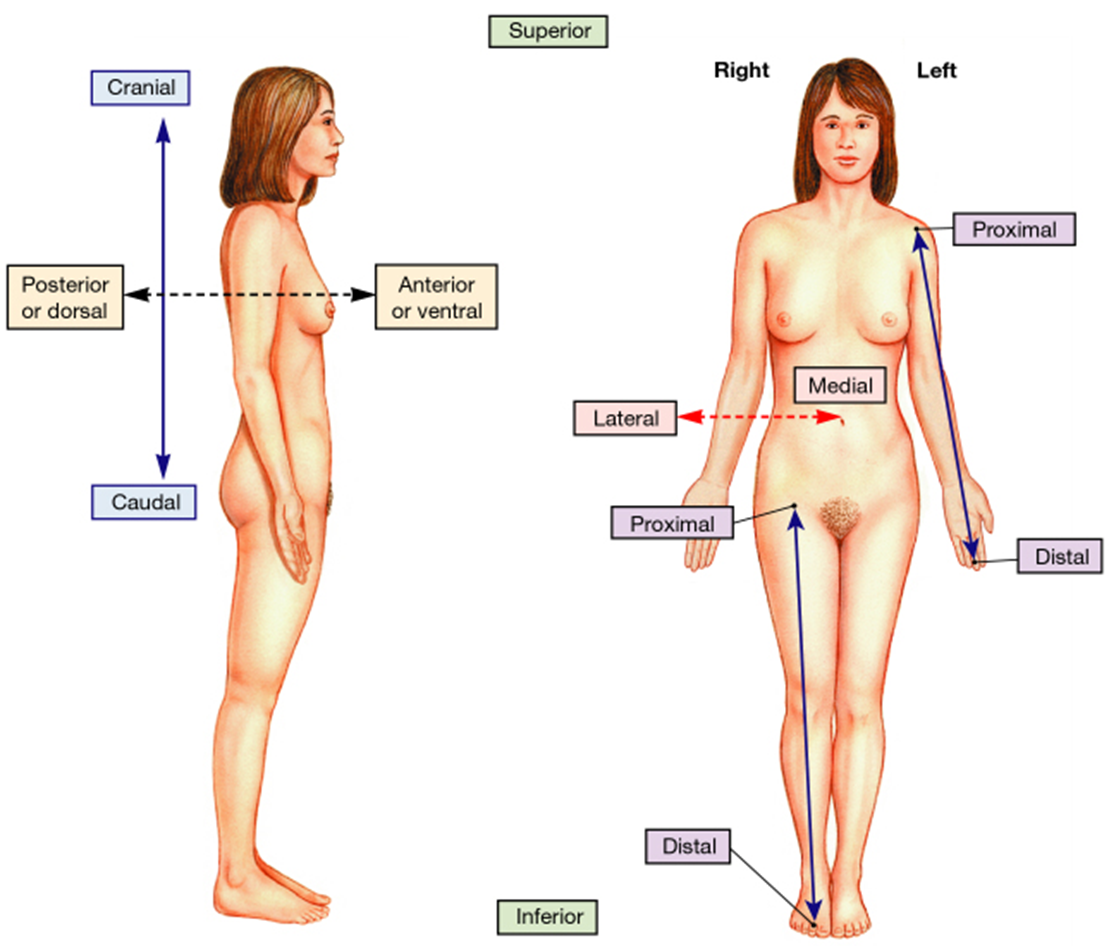 Superior
Cranial
Right
Left
Proximal
Posterior
or dorsal
Anterior
or ventral
Medial
Lateral
Caudal
Proximal
Distal
Distal
Inferior